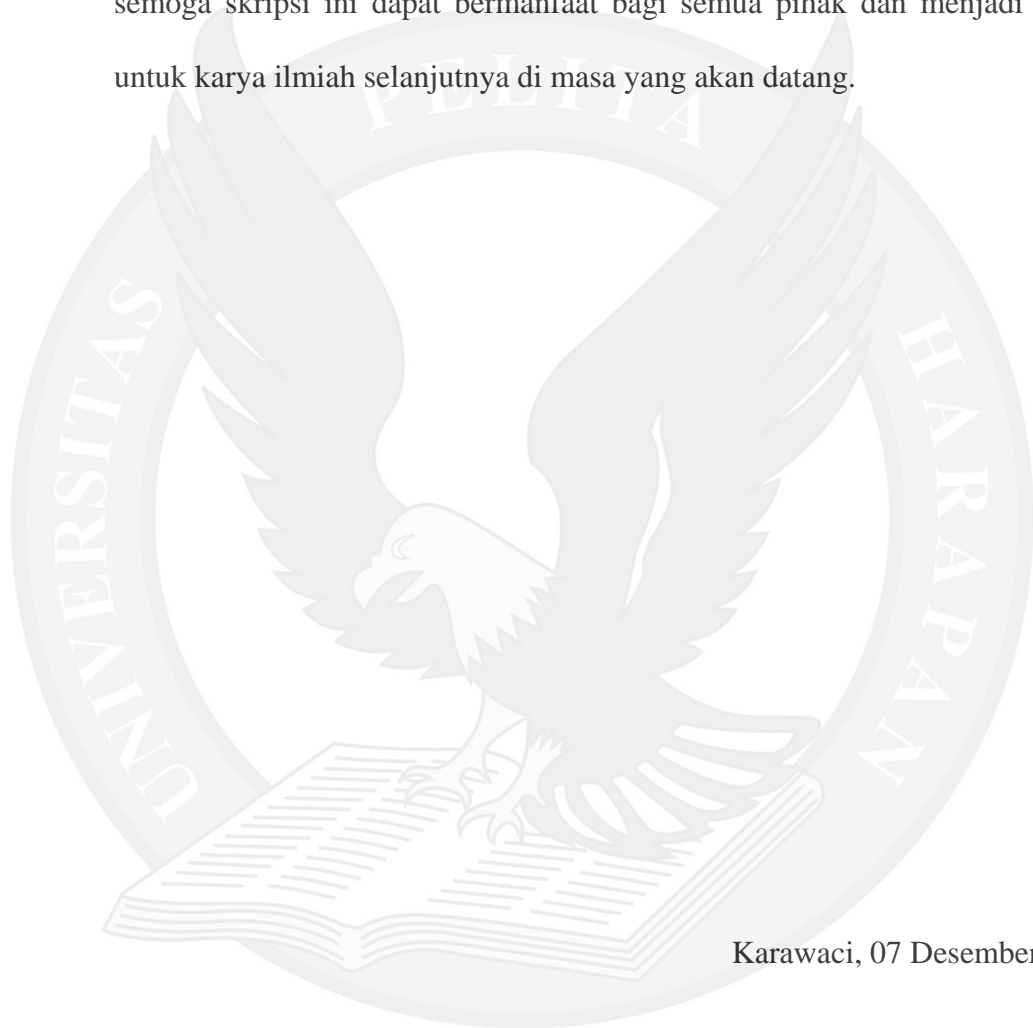 semoga skripsi ini dapat bermanfaat bagi semua pihak dan menjadi
untuk karya ilmiah selanjutnya di masa yang akan datang.
PELITA
UNIVERSITAS
HARAPAN
Karawaci, 07 Desember